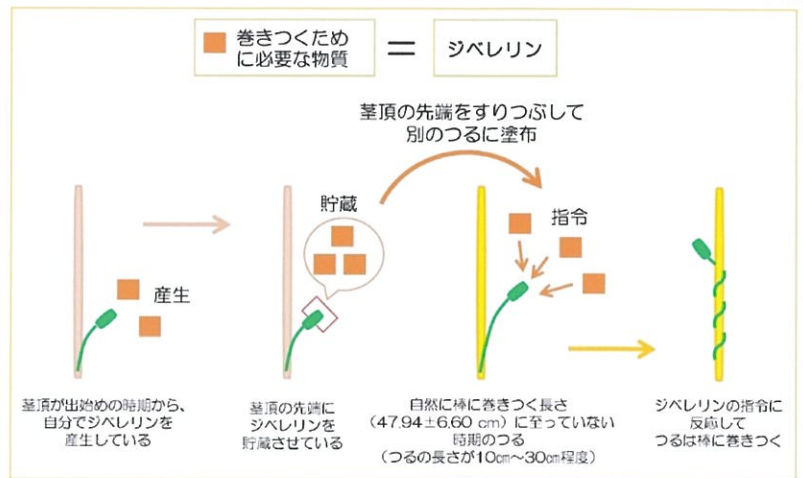 巻きつくため
に必要な物質
=
ジベレリン
茎頂の先端をすりつぶして
別のつるに塗布
貯蔵
指令
産生
茎頂が出始めの時期から、
自分でジベレリンを
産生している
茎頂の先端に
ジベレリンを
貯蔵させている
自然に棒に巻きつく長さ
(47.94±6.60 cm)に至っていない
時期のつる
(つるの長さが10㎝～30㎝程度)
ジベレリンの指令に
反応して
つるは棒に巻きつく